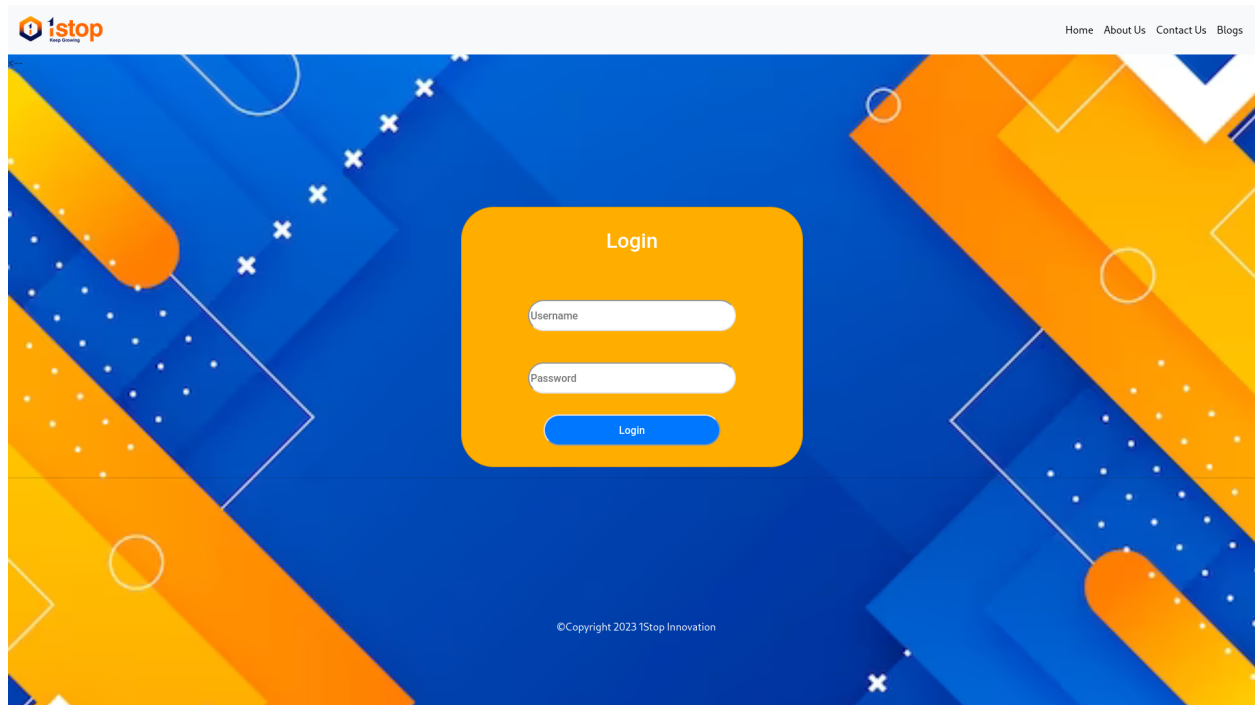 1stop
Keep Growing
Home About Us Contact Us Blogs
<--
Login
Username
Password
Login
©Copyright 2023 1Stop Innovation